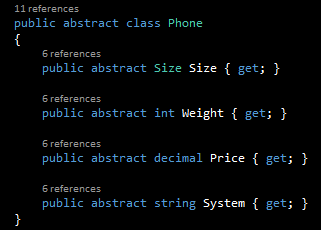 11 references
public abstract class Phone
{
6 references
public abstract Size Size { get; }
6 references
public abstract int Weight { get; }
6 references
public abstract decimal Price { get; }
6 references
public abstract string System { get; }
}